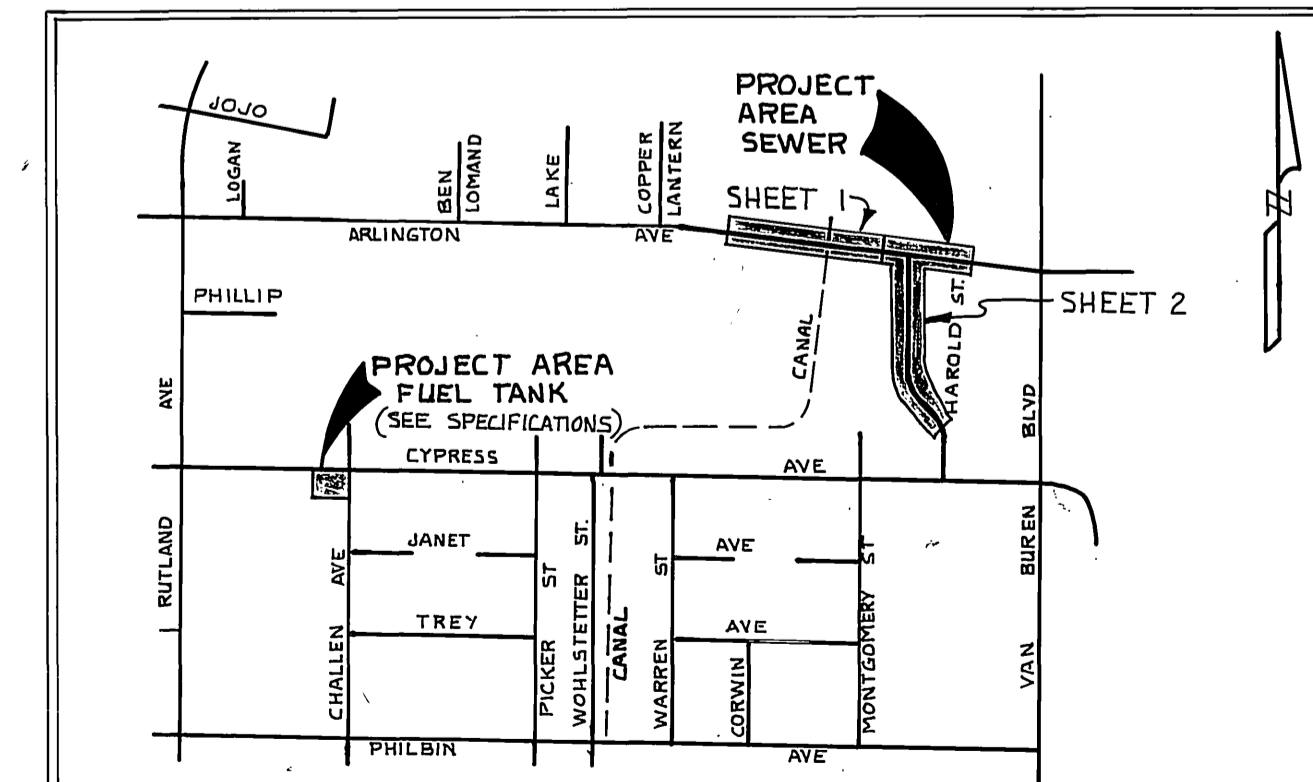 JOJO
LOGAN
BEN
LOMAND
LAKE
COPPER
LANTERN
PROJECT
AREA
SEWER
SHEET 1
ARLINGTON AVE
N
PHILLIP
CANAL
HAROLD ST.
SHEET 2
PROJECT AREA
FUEL TANK
(SEE SPECIFICATIONS)
CYPRESS AVE
RUTLAND AVE
CHALLEN AVE
JANET AVE
TREY AVE
PICKER ST
WOHLSTETTER ST.
CANAL
WARREN ST
CORWIN
MONTGOMERY ST
VAN BUREN BLVD
PHILBIN AVE